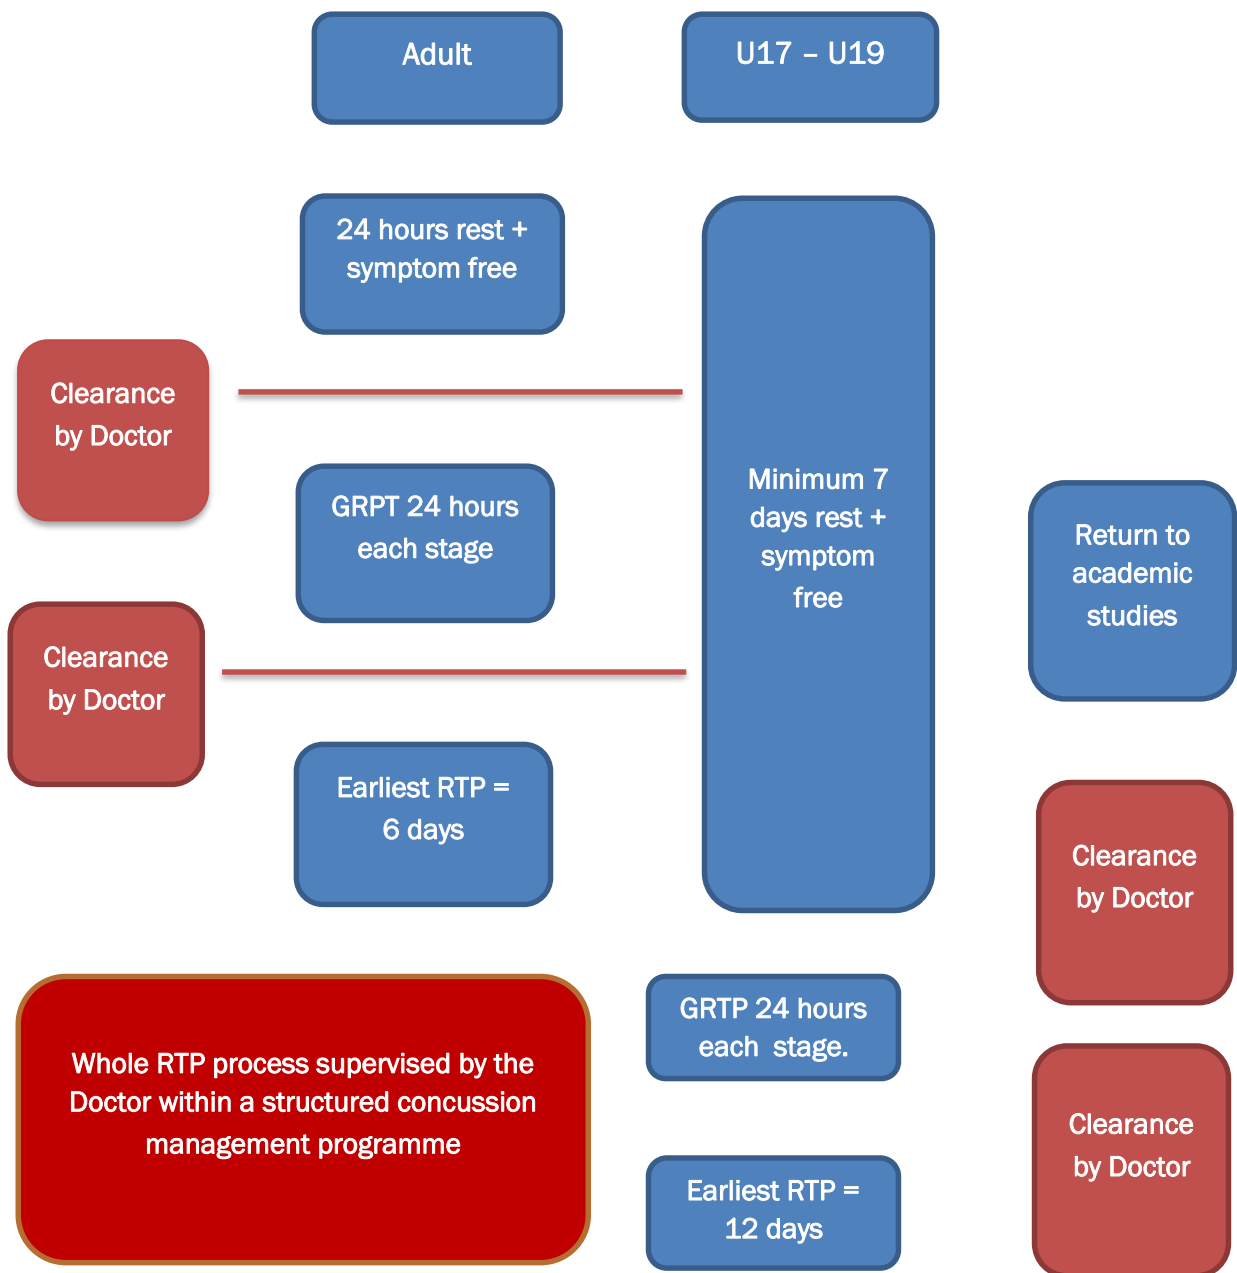 Adult
U17 – U19
24 hours rest +
symptom free
Clearance
by Doctor
GRPT 24 hours
each stage
Minimum 7
days rest +
symptom
free
Return to
academic
studies
Clearance
by Doctor
Earliest RTP =
6 days
Clearance
by Doctor
Whole RTP process supervised by the
Doctor within a structured concussion
management programme
GRTP 24 hours
each stage.
Clearance
by Doctor
Earliest RTP =
12 days